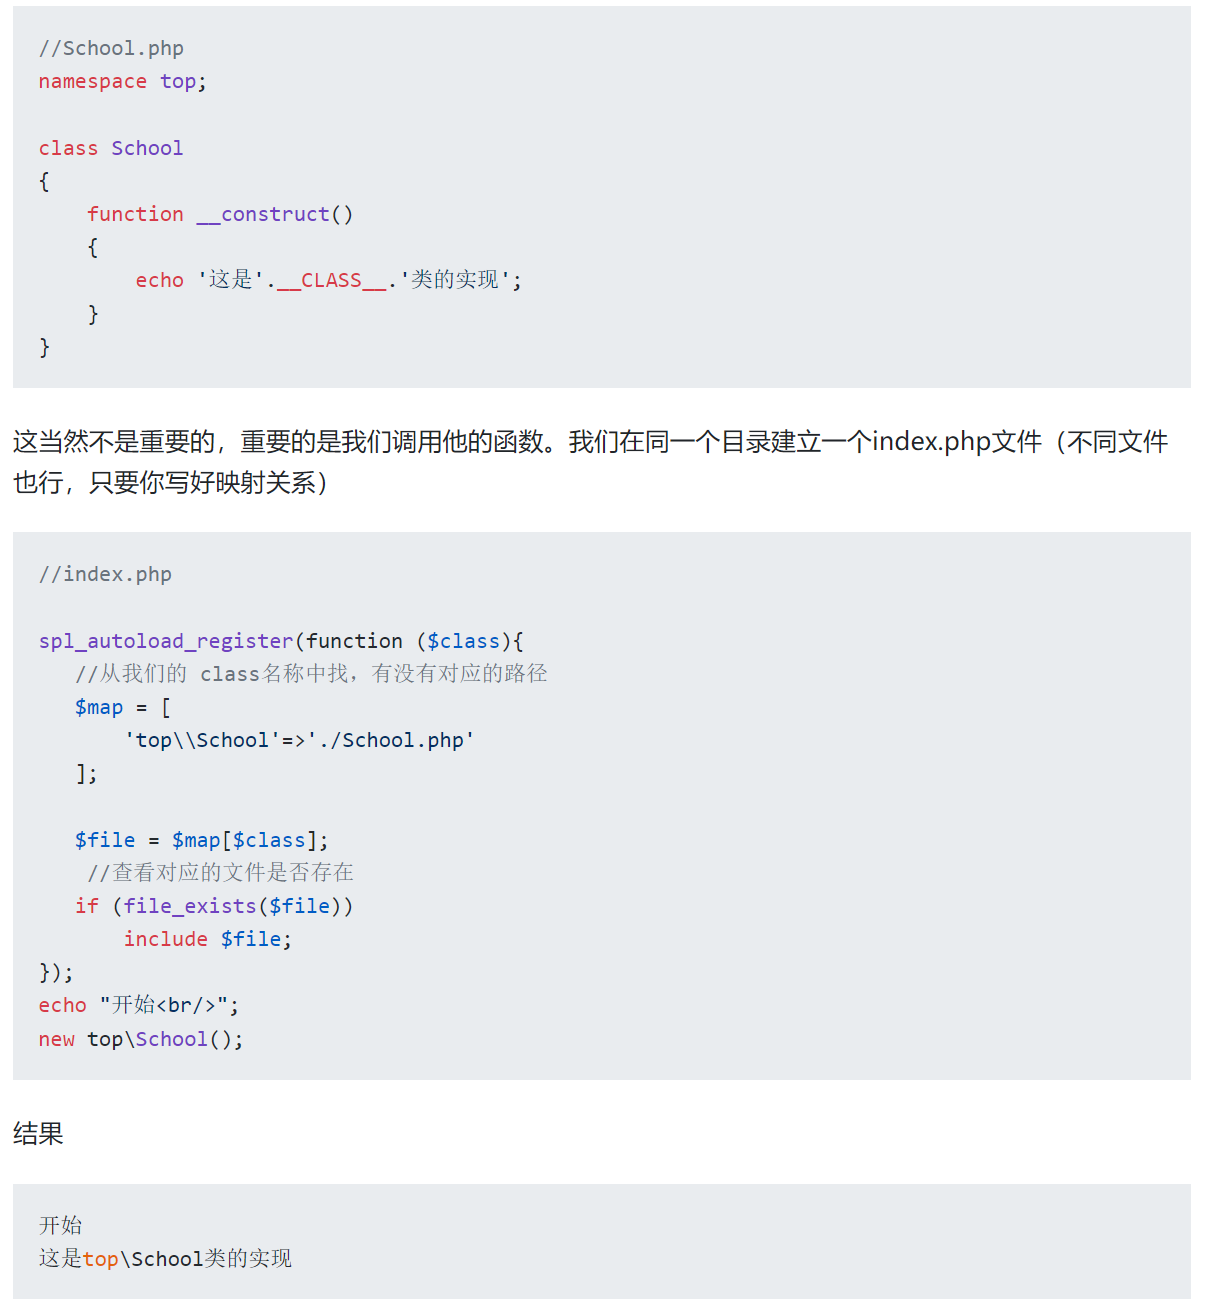 //School.php
namespace top;
class School
{
    function __construct()
    {
        echo '这是'.__CLASS__.'类的实现';
    }
}
这当然不是重要的，重要的是我们调用他的函数。我们在同一个目录建立一个index.php文件（不同文件
也行，只要你写好映射关系）
//index.php
spl_autoload_register(function ($class){
   //从我们的 class名称中找，有没有对应的路径
   $map = [
       'top\\School'=>'./School.php'
   ];
   $file = $map[$class];
    //查看对应的文件是否存在
   if (file_exists($file))
       include $file;
});
echo "开始<br/>";
new top\School();
结果
开始
这是top\School类的实现